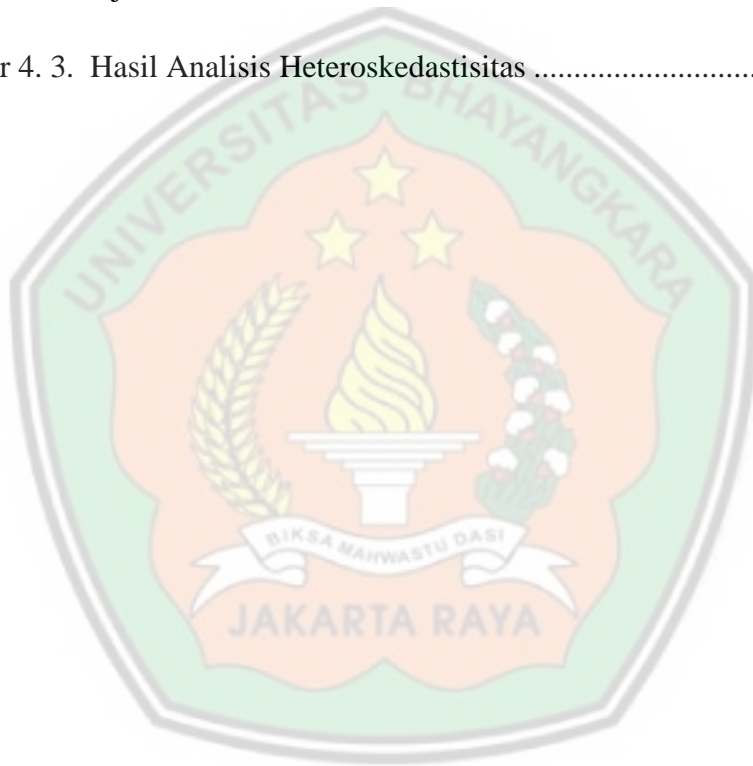 r 4. 3. Hasil Analisis Heteroskedastisitas ............................
UNIVERSITAS BHAYANGKARA
BIKSA MAHWASTU DASI
JAKARTA RAYA